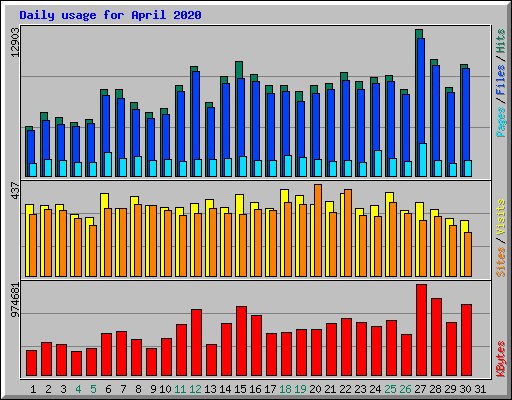 Daily usage for April 2020
12903
Pages / Files / Hits
437
Sites / Visits
974681
KBytes
1 2 3 4 5 6 7 8 9 10 11 12 13 14 15 16 17 18 19 20 21 22 23 24 25 26 27 28 29 30 31